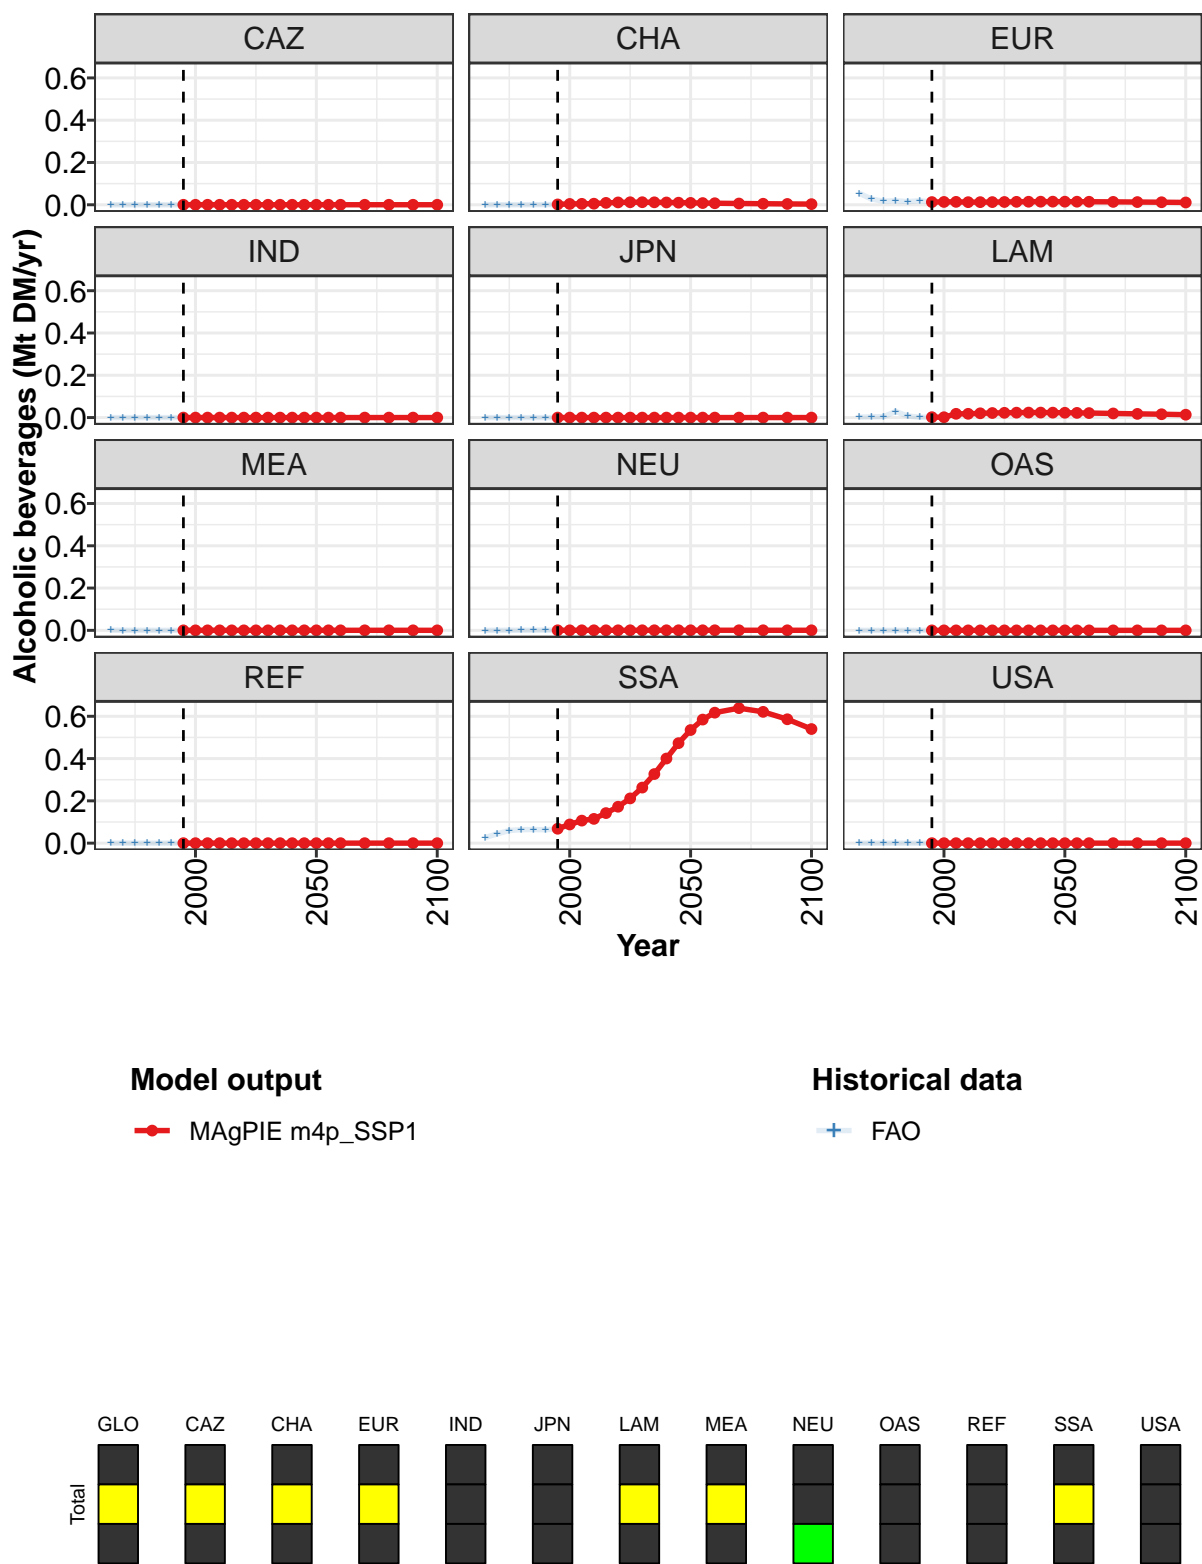 CAZ CHA EUR
0.6
0.4
0.2
0.0
IND JPN LAM
0.6
0.4
0.2
0.0
MEA NEU OAS
0.6
0.4
0.2
0.0
REF SSA USA
0.6
0.4
0.2
0.0
Alcoholic beverages (Mt DM/yr)
2000 2050 2100 2000 2050 2100 2000 2050 2100
Year
Model output Historical data
MAgPIE m4p_SSP1 FAO
GLO CAZ CHA EUR IND JPN LAM MEA NEU OAS REF SSA USA
Total